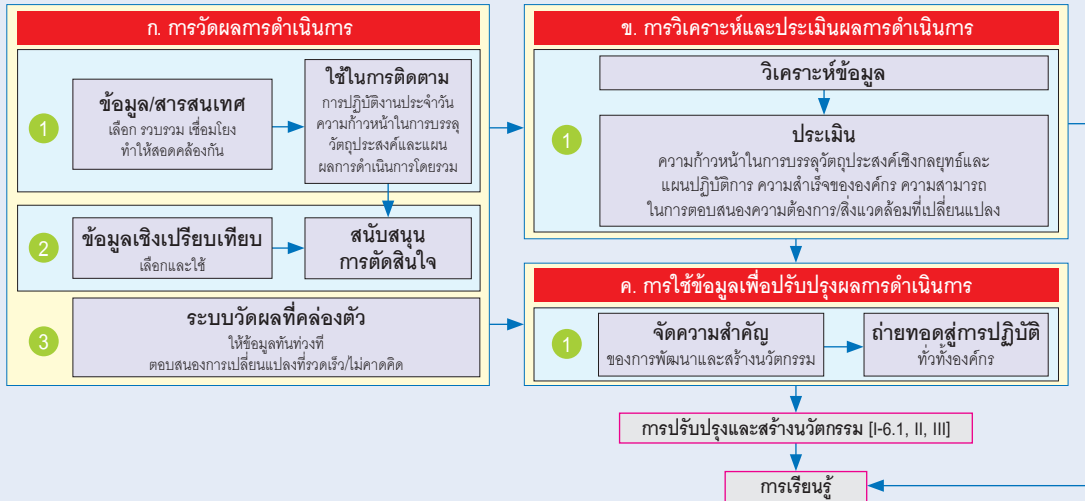 ก. การวัดผลการดำเนินการ
1
ข้อมูล/สารสนเทศ
เลือก รวบรวม เชื่อมโยง
ทำให้สอดคล้องกัน
ใช้ในการติดตาม
การปฏิบัติงานประจำวัน
ความก้าวหน้าในการบรรลุ
วัตถุประสงค์และแผน
ผลการดำเนินการโดยรวม
2
ข้อมูลเชิงเปรียบเทียบ
เลือกและใช้
สนับสนุน
การตัดสินใจ
3
ระบบวัดผลที่คล่องตัว
ให้ข้อมูลทันท่วงที
ตอบสนองการเปลี่ยนแปลงที่รวดเร็ว/ไม่คาดคิด
ข. การวิเคราะห์และประเมินผลการดำเนินการ
วิเคราะห์ข้อมูล
1
ประเมิน
ความก้าวหน้าในการบรรลุวัตถุประสงค์เชิงกลยุทธ์และ
แผนปฏิบัติการ ความสำเร็จขององค์กร ความสามารถ
ในการตอบสนองความต้องการ/สิ่งแวดล้อมที่เปลี่ยนแปลง
ค. การใช้ข้อมูลเพื่อปรับปรุงผลการดำเนินการ
1
จัดความสำคัญ
ของการพัฒนาและสร้างนวัตกรรม
ถ่ายทอดสู่การปฏิบัติ
ทั่วทั้งองค์กร
การปรับปรุงและสร้างนวัตกรรม [I-6.1, II, III]
การเรียนรู้